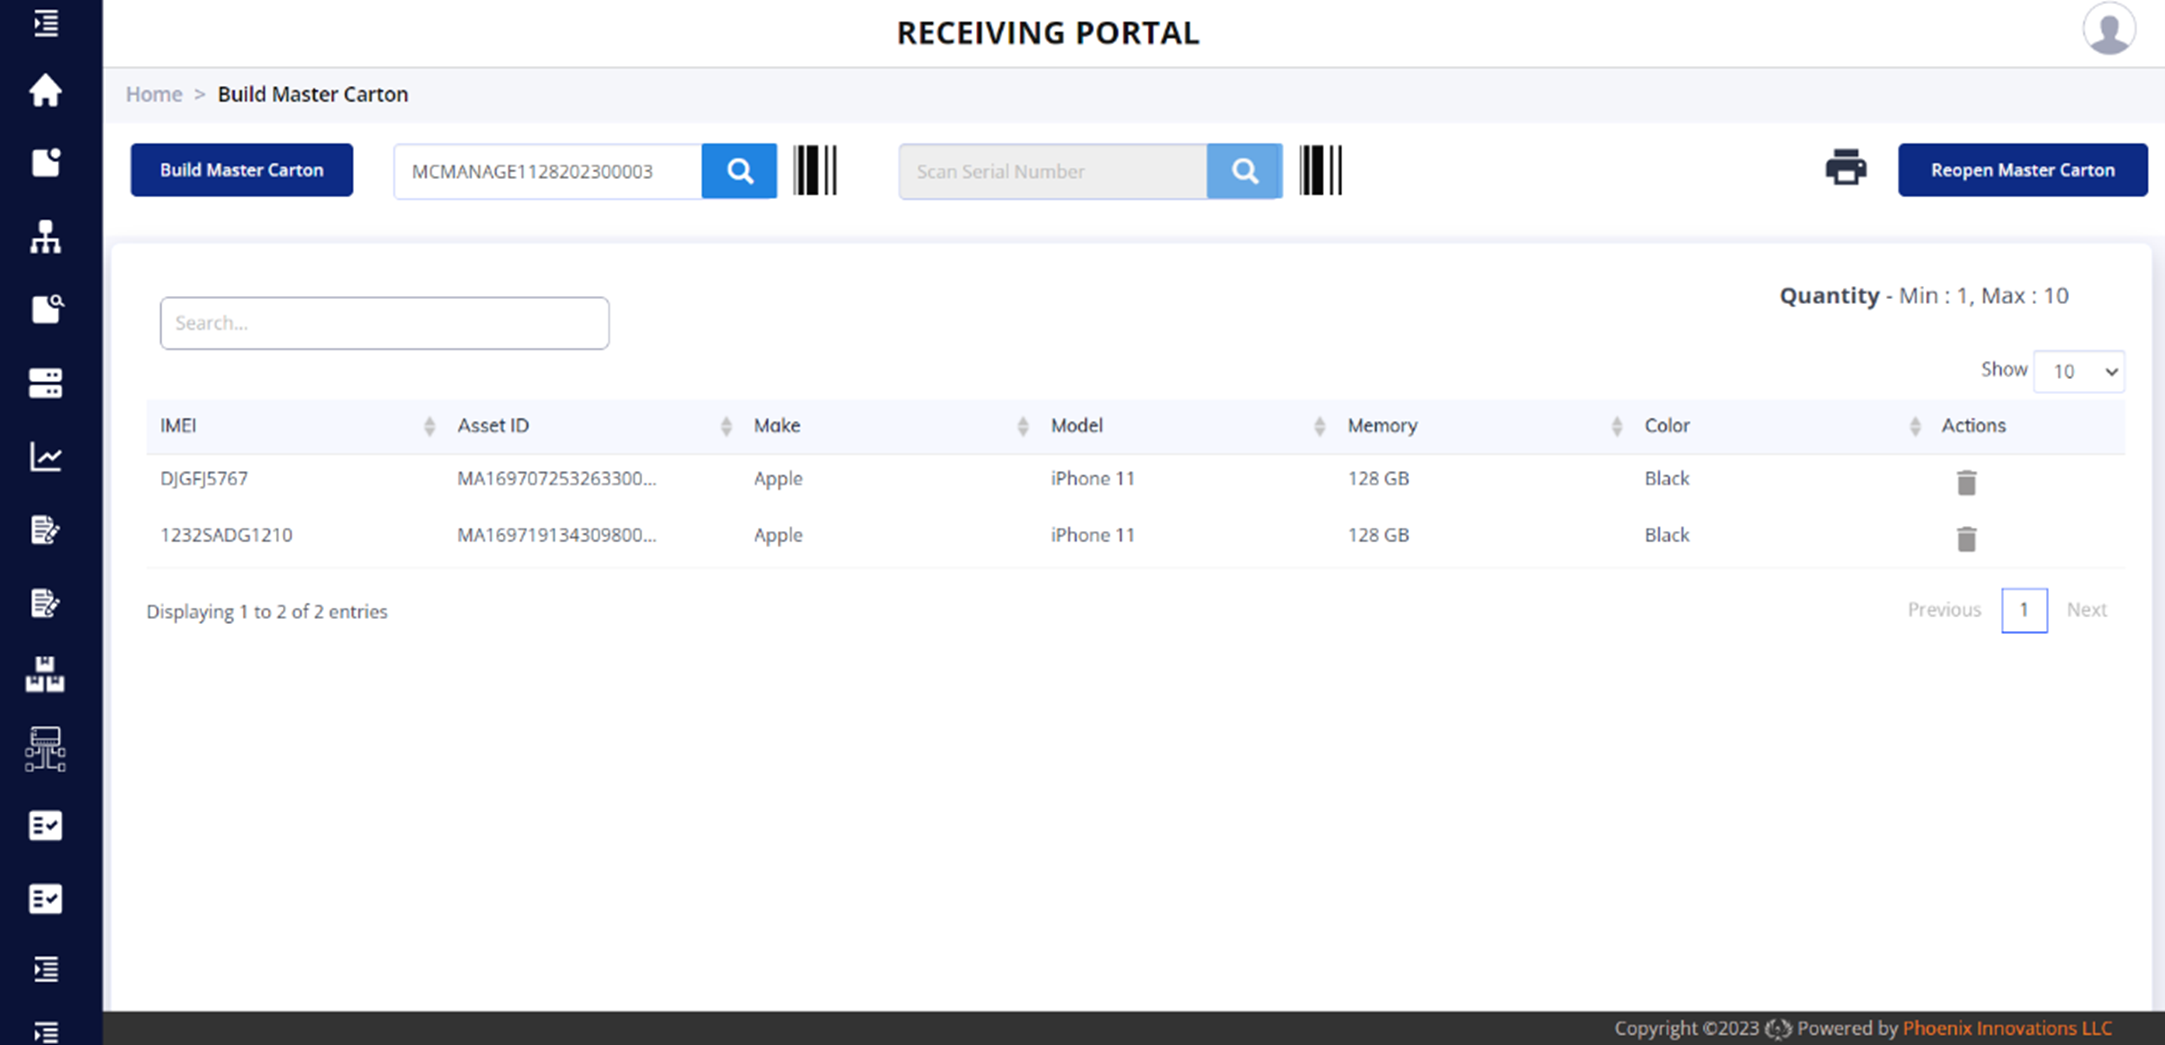 RECEIVING PORTAL
Home > Build Master Carton
Build Master Carton
MCMANAGE1128202300003
Scan Serial Number
Reopen Master Carton
Quantity - Min : 1, Max : 10
Search...
Show 10
IMEI Asset ID Make Model Memory Color Actions
DJGFJ5767 MA169707253263300... Apple iPhone 11 128 GB Black
1232SADG1210 MA169719134309800... Apple iPhone 11 128 GB Black
Displaying 1 to 2 of 2 entries
Previous 1 Next
Copyright ©2023 Powered by Phoenix Innovations LLC